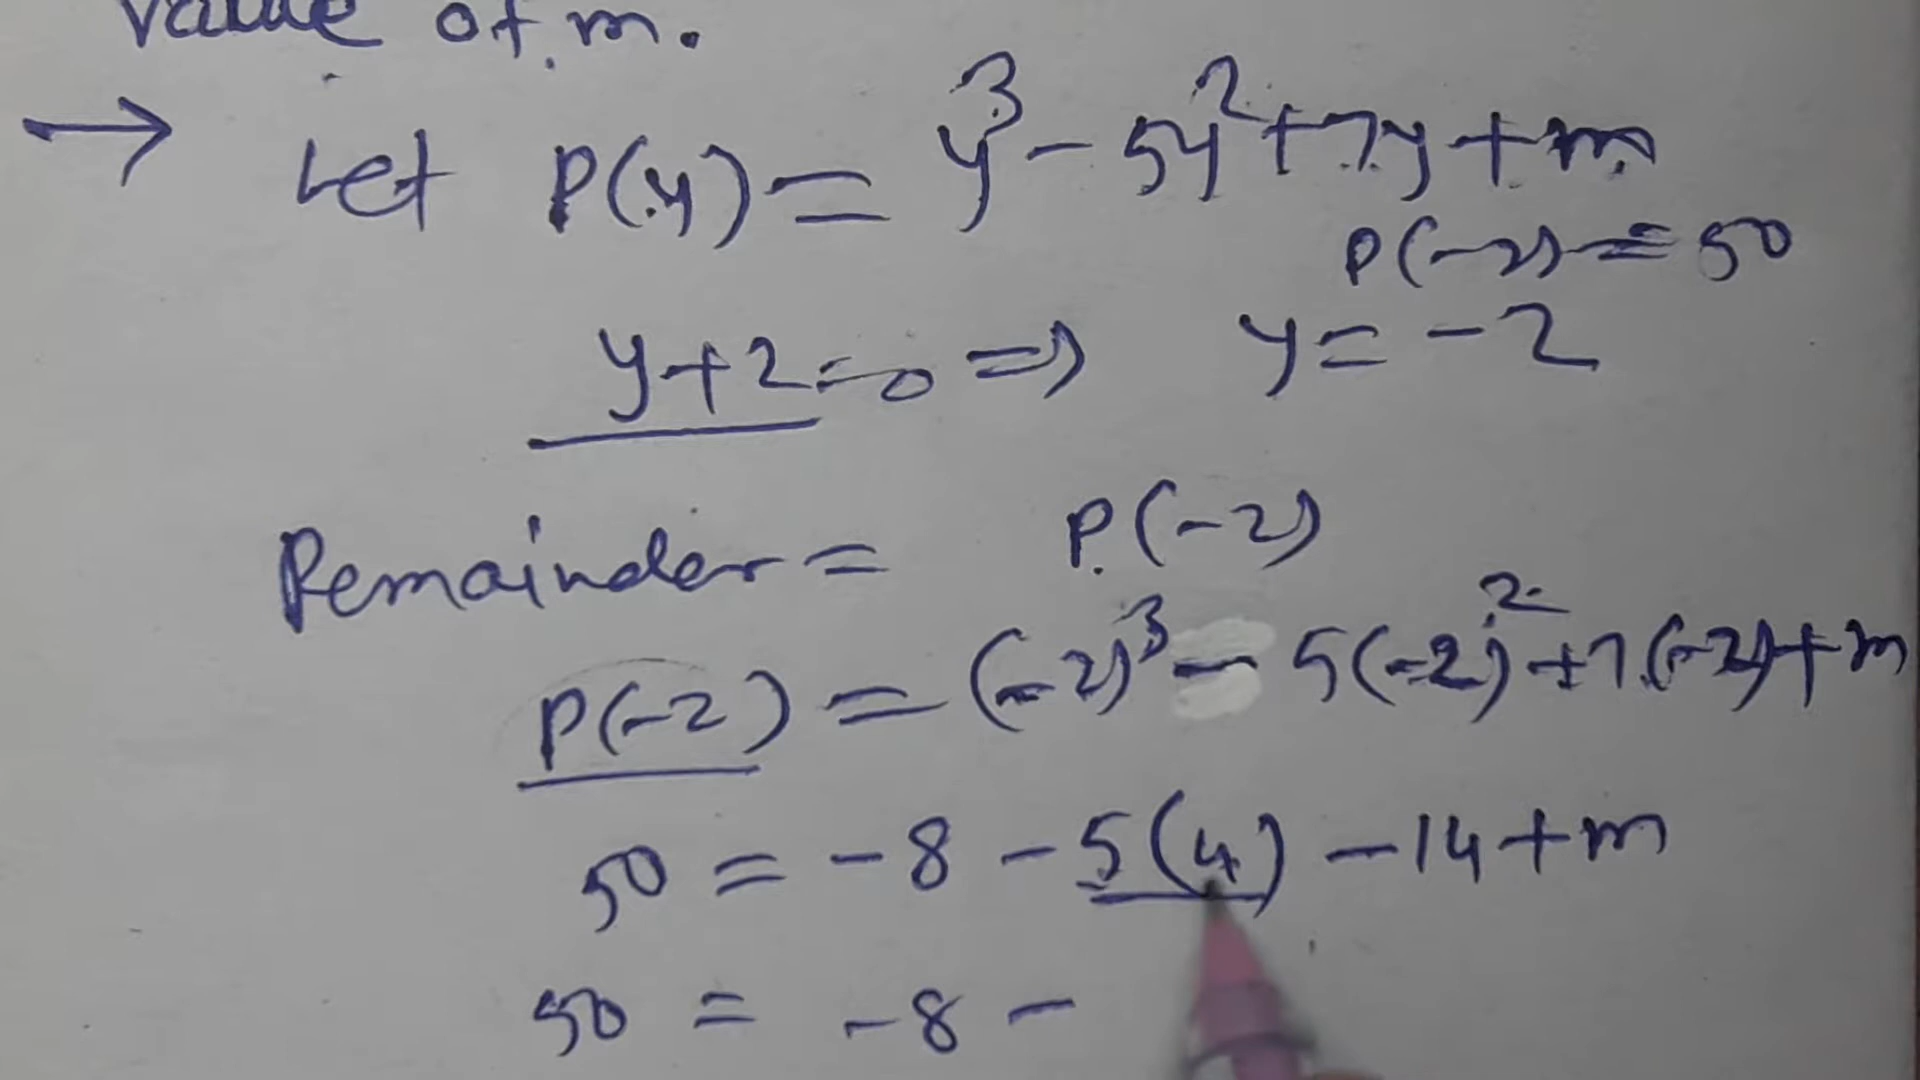 value of m.
→ Let P(y) = y³ - 5y² + 7y + m
P(-2) = 50
y+2=0 ⇒ y = -2
Remainder = P(-2)
P(-2) = (-2)³ - 5(-2)² + 7(-2) + m
50 = -8 - 5(4) - 14 + m
50 = -8 -